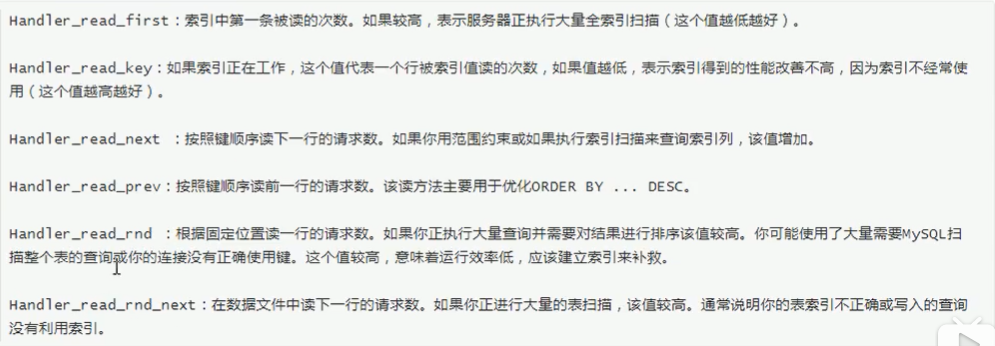 Handler_read_first：索引中第一条被读的次数。如果较高，表示服务器正执行大量全索引扫描（这个值越低越好）。
Handler_read_key：如果索引正在工作，这个值代表一个行被索引值读的次数，如果值越低，表示索引得到的性能改善不高，因为索引不经常使
用（这个值越高越好）。
Handler_read_next ：按照键顺序读下一行的请求数。如果你用范围约束或如果执行索引扫描来查询索引列，该值增加。
Handler_read_prev：按照键顺序读前一行的请求数。该读方法主要用于优化ORDER BY ... DESC。
Handler_read_rnd ：根据固定位置读一行的请求数。如果你正执行大量查询并需要对结果进行排序该值较高。你可能使用了大量需要MySQL扫
描整个表的查询或你的连接没有正确使用键。这个值较高，意味着运行效率低，应该建立索引来补救。
Handler_read_rnd_next：在数据文件中读下一行的请求数。如果你正进行大量的表扫描，该值较高。通常说明你的表索引不正确或写入的查询
没有利用索引。